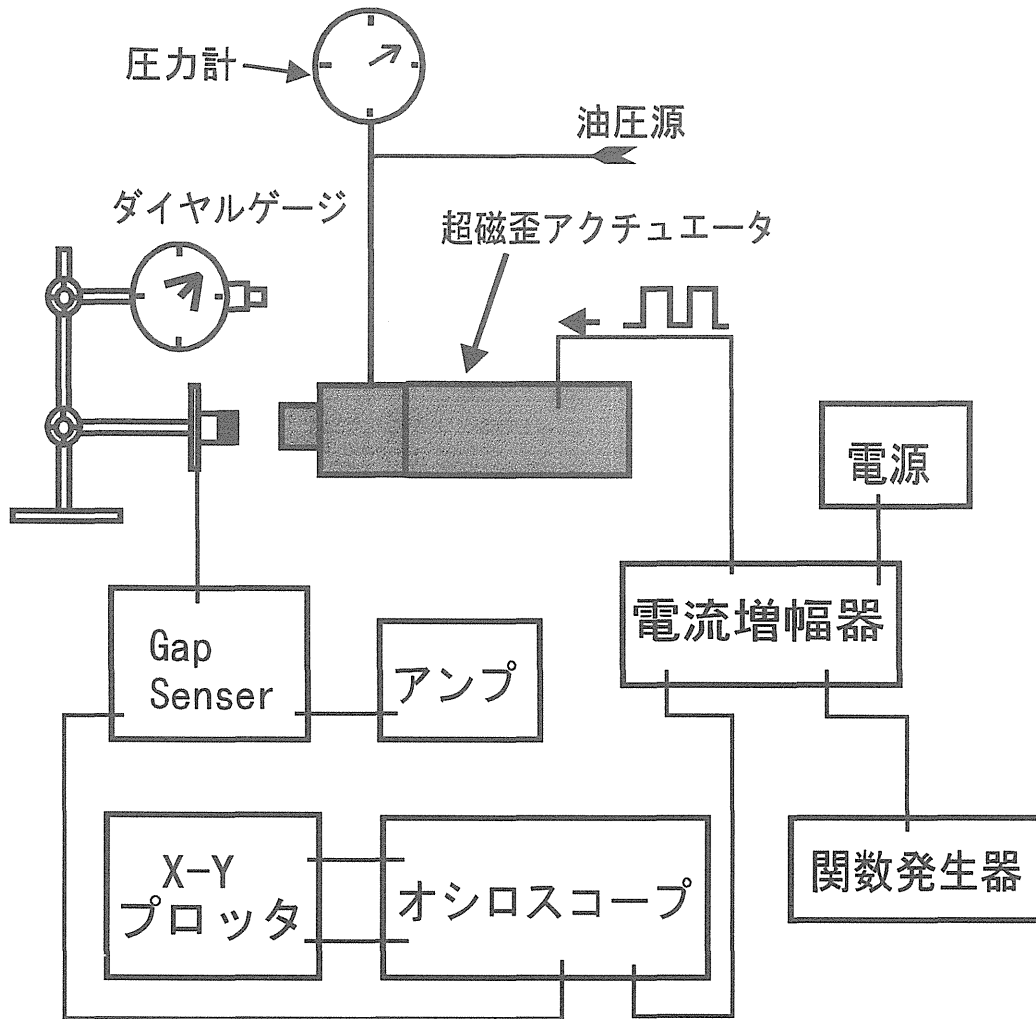 圧力計
油圧源
ダイヤルゲージ
超磁歪アクチュエータ
電源
電流増幅器
Gap
Senser
アンプ
X-Y
プロッタ
オシロスコープ
関数発生器